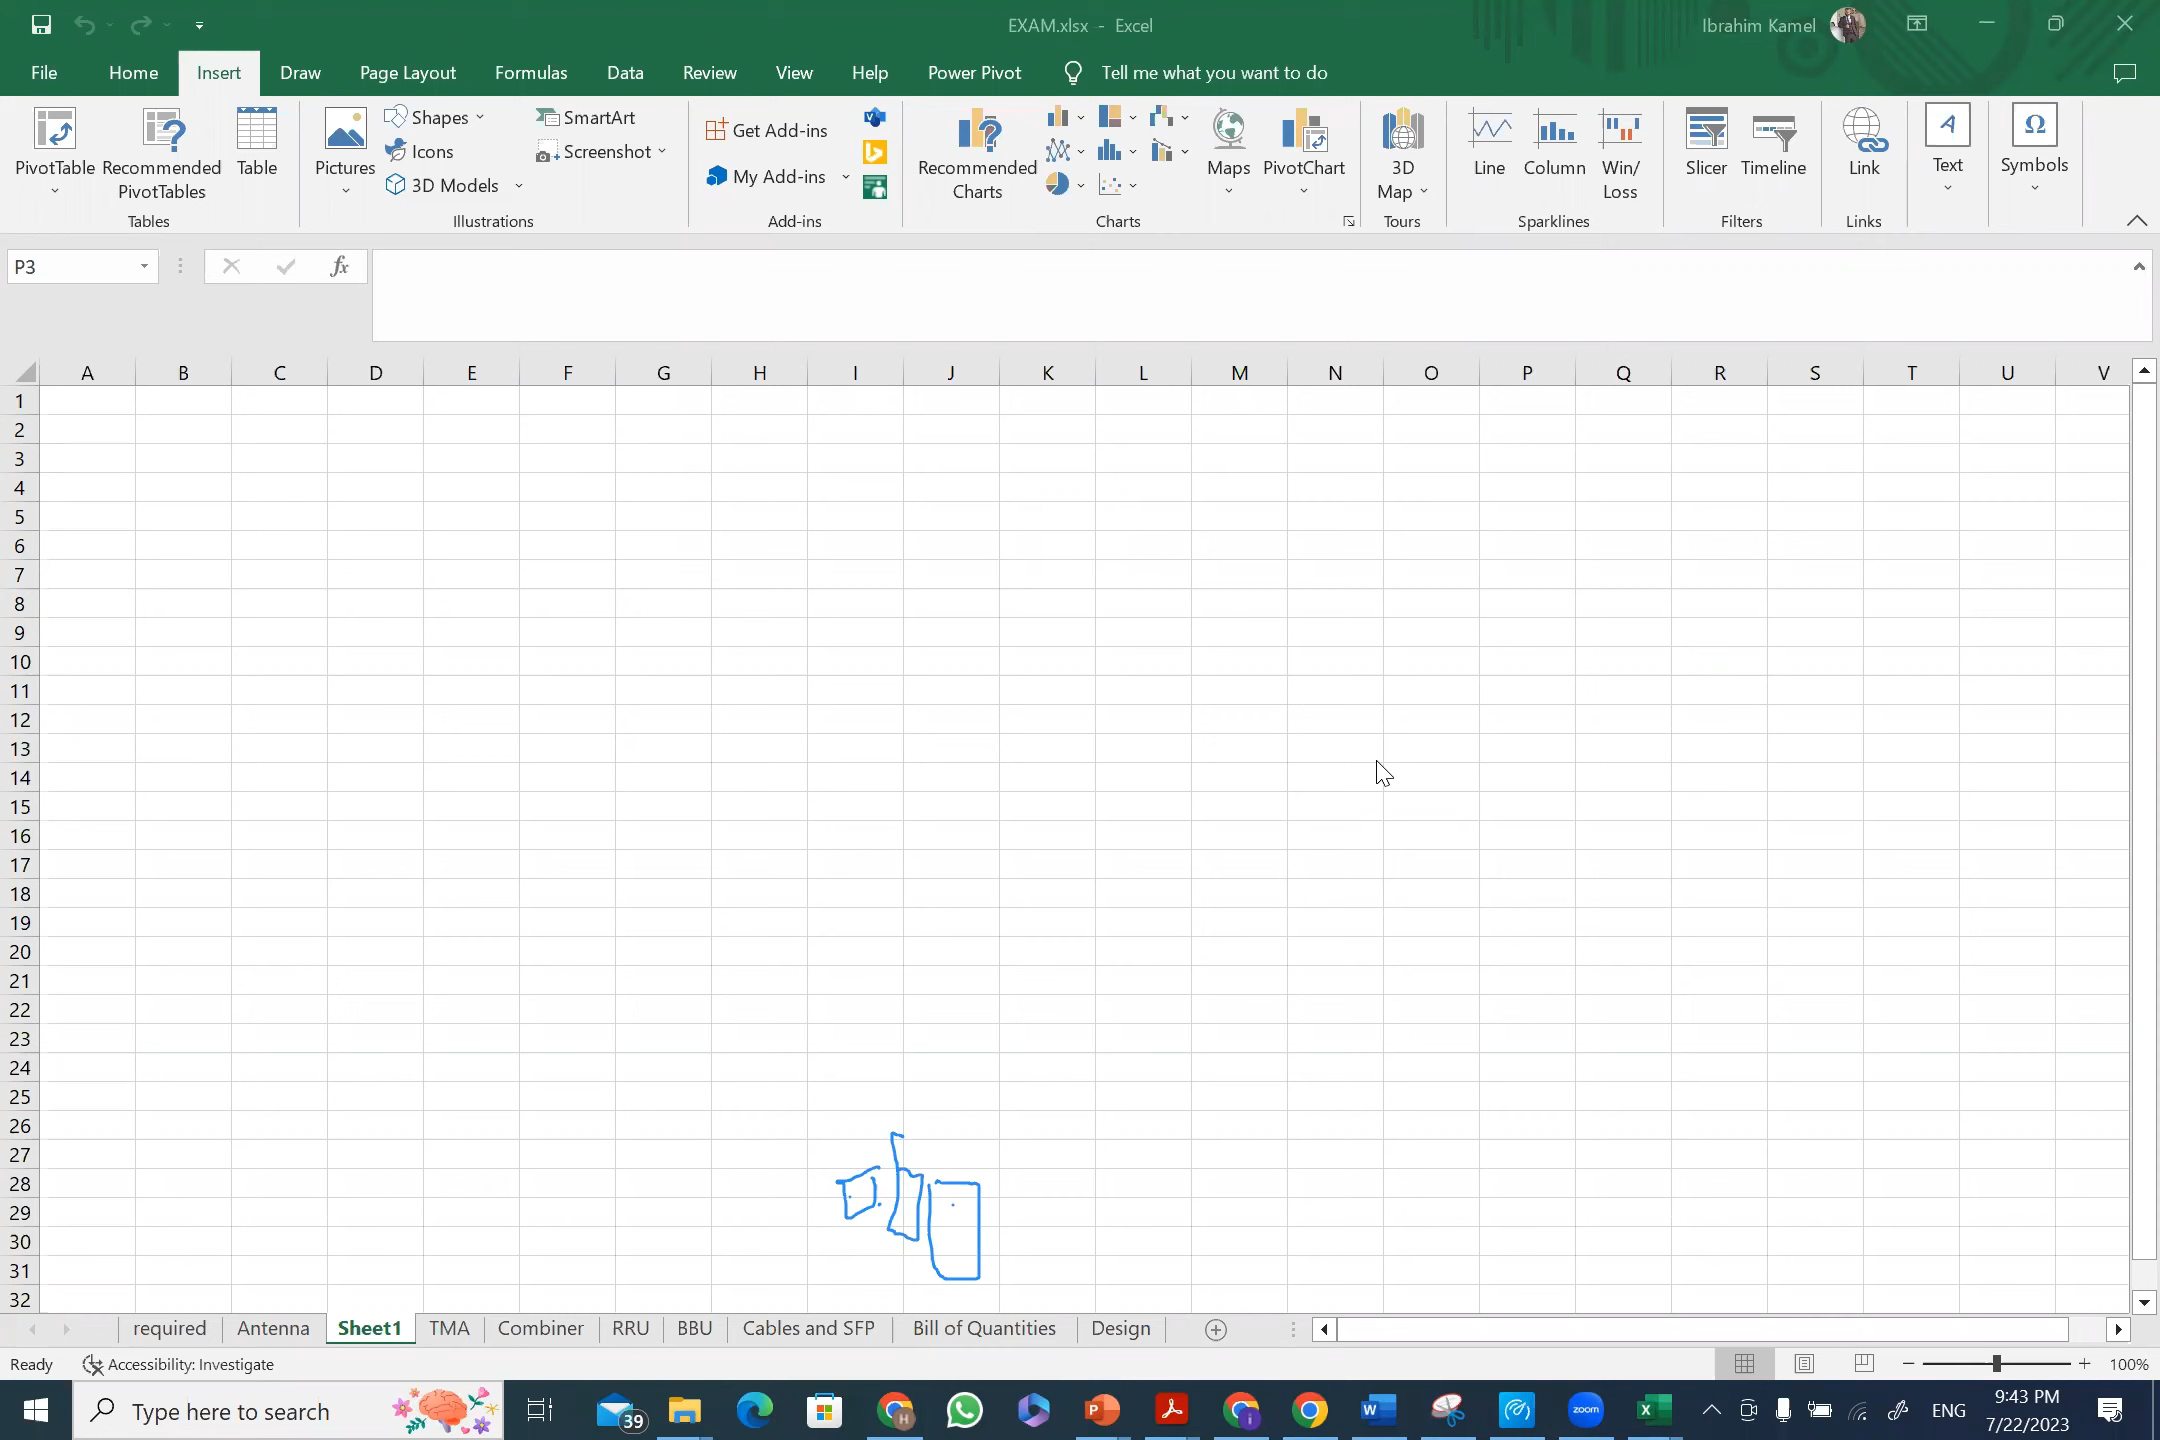 EXAM.xlsx - Excel
Ibrahim Kamel
File Home Insert Draw Page Layout Formulas Data Review View Help Power Pivot Tell me what you want to do
PivotTable
Recommended
PivotTables
Table
Tables
Pictures
Shapes
Icons
3D Models
SmartArt
Screenshot
Illustrations
Get Add-ins
My Add-ins
Add-ins
Recommended
Charts
Maps
PivotChart
Charts
3D
Map
Tours
Line
Column
Win/
Loss
Sparklines
Slicer
Timeline
Filters
Link
Links
Text
Symbols
P3
fx
A B C D E F G H I J K L M N O P Q R S T U V
1
2
3
4
5
6
7
8
9
10
11
12
13
14
15
16
17
18
19
20
21
22
23
24
25
26
27
28
29
30
31
32
required Antenna Sheet1 TMA Combiner RRU BBU Cables and SFP Bill of Quantities Design
Ready Accessibility: Investigate
100%
Type here to search
39
H
i
zoom
ENG
9:43 PM
7/22/2023